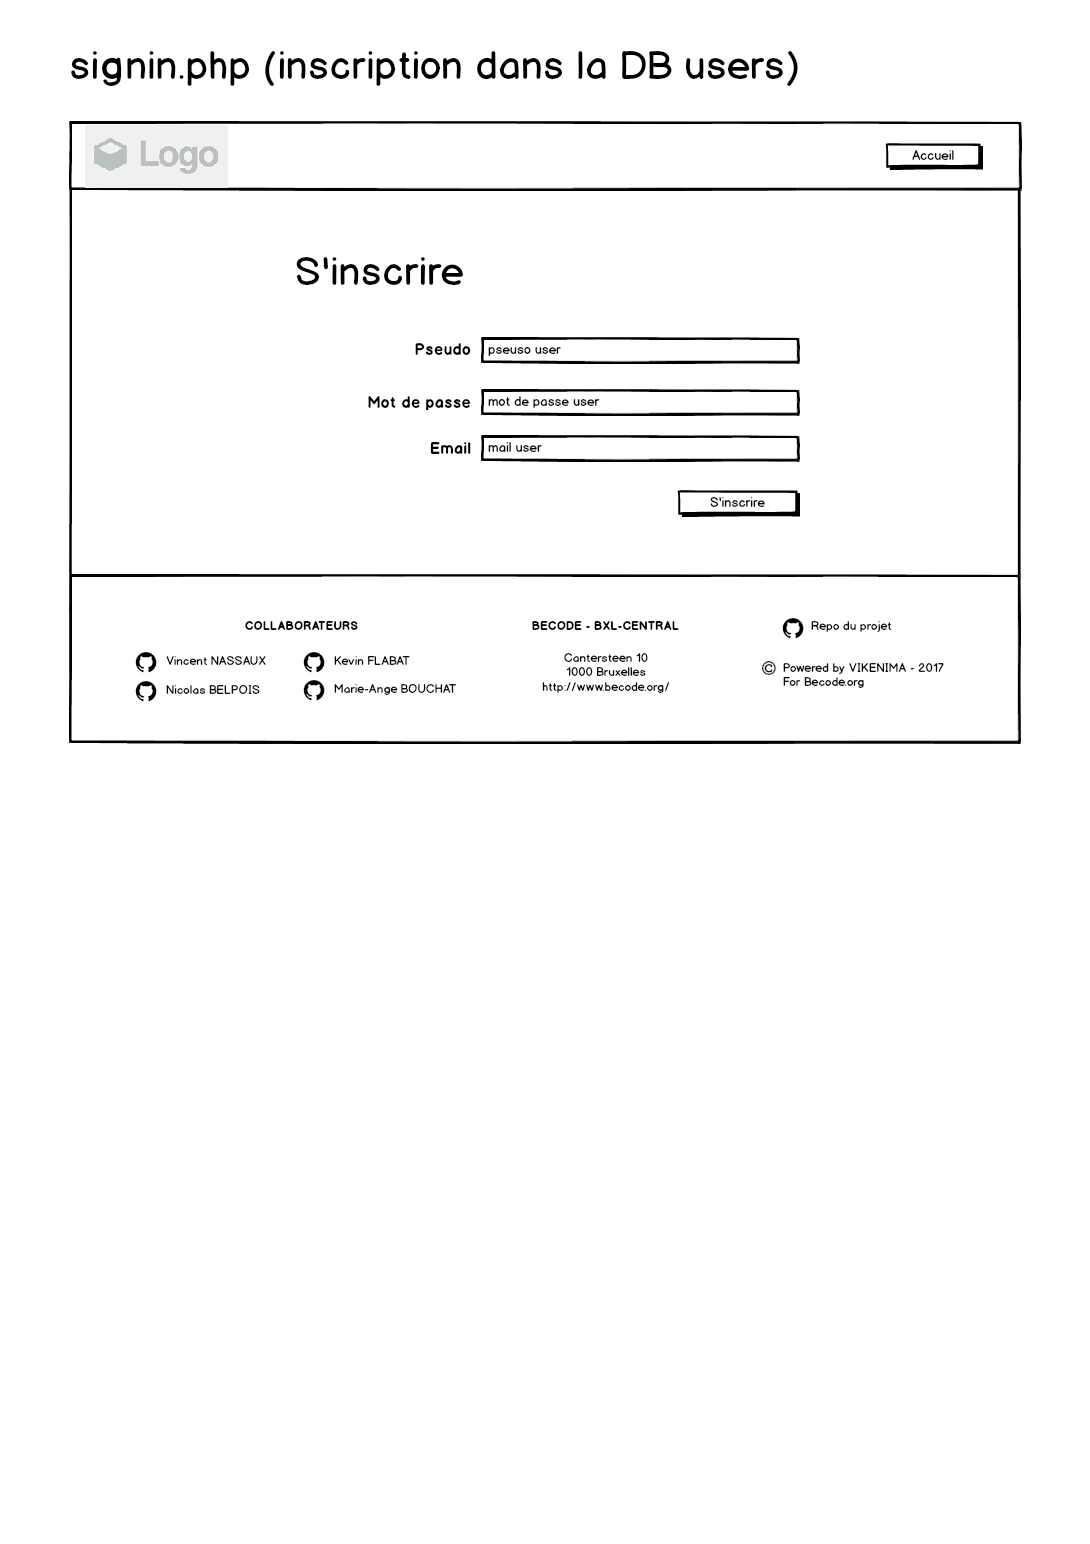 signin.php (inscription dans la DB users)
Logo
Accueil
S'inscrire
Pseudo pseuso user
Mot de passe mot de passe user
Email mail user
S'inscrire
COLLABORATEURS
Vincent NASSAUX Kevin FLABAT
Nicolas BELPOIS Marie-Ange BOUCHAT
BECODE - BXL-CENTRAL
Cantersteen 10
1000 Bruxelles
http://www.becode.org/
Repo du projet
© Powered by VIKENIMA - 2017
For Becode.org